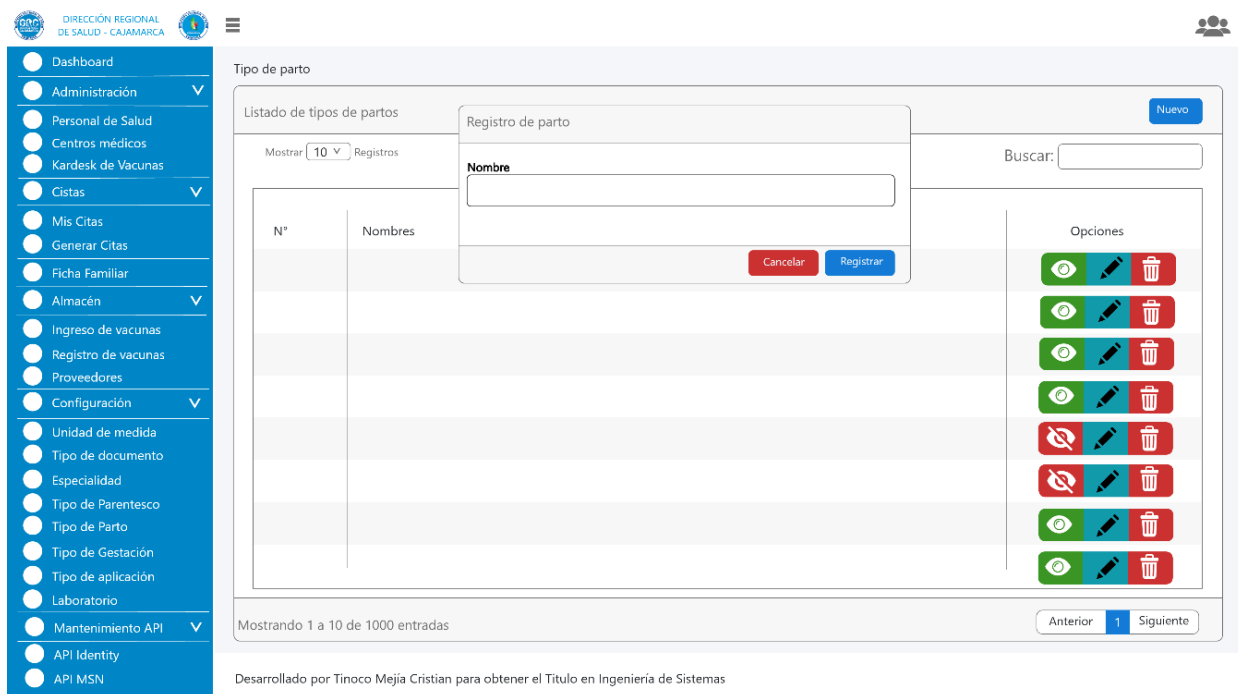 DIRECCIÓN REGIONAL
DE SALUD - CAJAMARCA
Dashboard
Administración
Personal de Salud
Centros médicos
Kardesk de Vacunas
Cistas
Mis Citas
Generar Citas
Ficha Familiar
Almacén
Ingreso de vacunas
Registro de vacunas
Proveedores
Configuración
Unidad de medida
Tipo de documento
Especialidad
Tipo de Parentesco
Tipo de Parto
Tipo de Gestación
Tipo de aplicación
Laboratorio
Mantenimiento API
API Identity
API MSN
Tipo de parto
Listado de tipos de partos
Nuevo
Mostrar 10 Registros
Buscar:
N° Nombres Opciones
Registro de parto
Nombre
Cancelar Registrar
Mostrando 1 a 10 de 1000 entradas
Anterior 1 Siguiente
Desarrollado por Tinoco Mejía Cristian para obtener el Titulo en Ingeniería de Sistemas